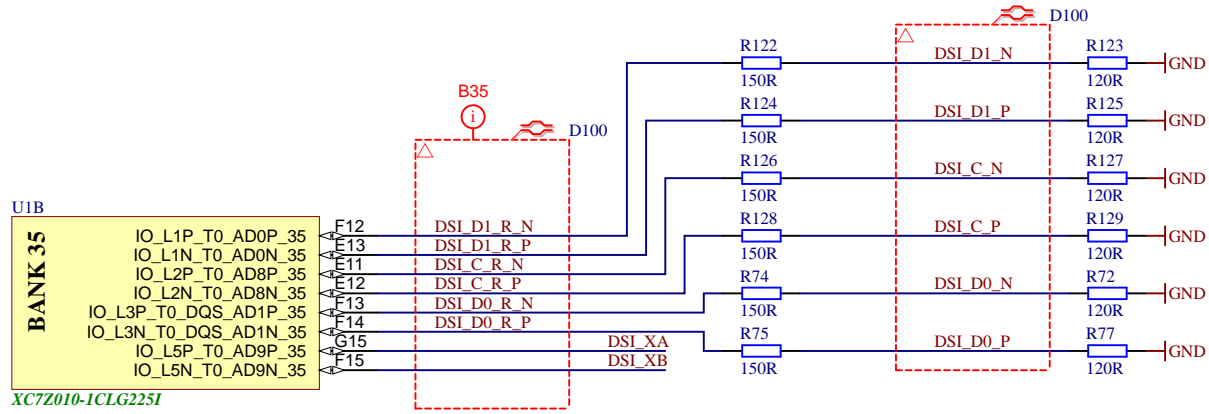 D100
R122
DSI_D1_N
R123
150R
120R
GND
B35
i
R124
DSI_D1_P
R125
D100
150R
120R
GND
R126
DSI_C_N
R127
150R
120R
GND
U1B
R128
DSI_C_P
R129
150R
120R
GND
BANK 35
IO_L1P_T0_AD0P_35 F12 DSI_D1_R_N
IO_L1N_T0_AD0N_35 E13 DSI_D1_R_P
IO_L2P_T0_AD8P_35 E11 DSI_C_R_N
IO_L2N_T0_AD8N_35 E12 DSI_C_R_P
IO_L3P_T0_DQS_AD1P_35 F13 DSI_D0_R_N
IO_L3N_T0_DQS_AD1N_35 F14 DSI_D0_R_P
IO_L5P_T0_AD9P_35 G15 DSI_XA
IO_L5N_T0_AD9N_35 F15 DSI_XB
R74
DSI_D0_N
R72
150R
120R
GND
R75
DSI_D0_P
R77
150R
120R
GND
XC7Z010-1CLG225I